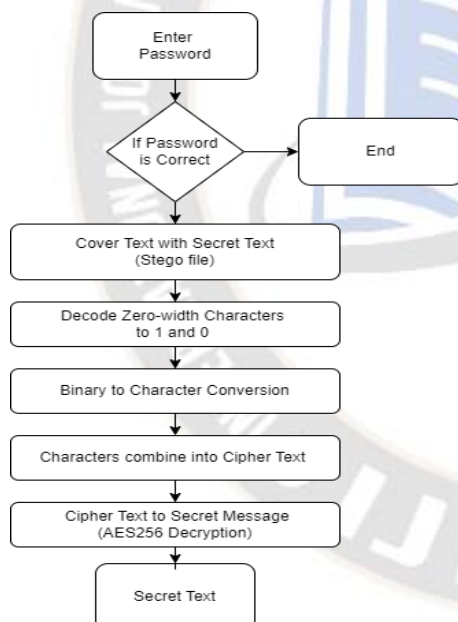 Enter
Password
If Password
is Correct
End
Cover Text with Secret Text
(Stego file)
Decode Zero-width Characters
to 1 and 0
Binary to Character Conversion
Characters combine into Cipher Text
Cipher Text to Secret Message
(AES256 Decryption)
Secret Text